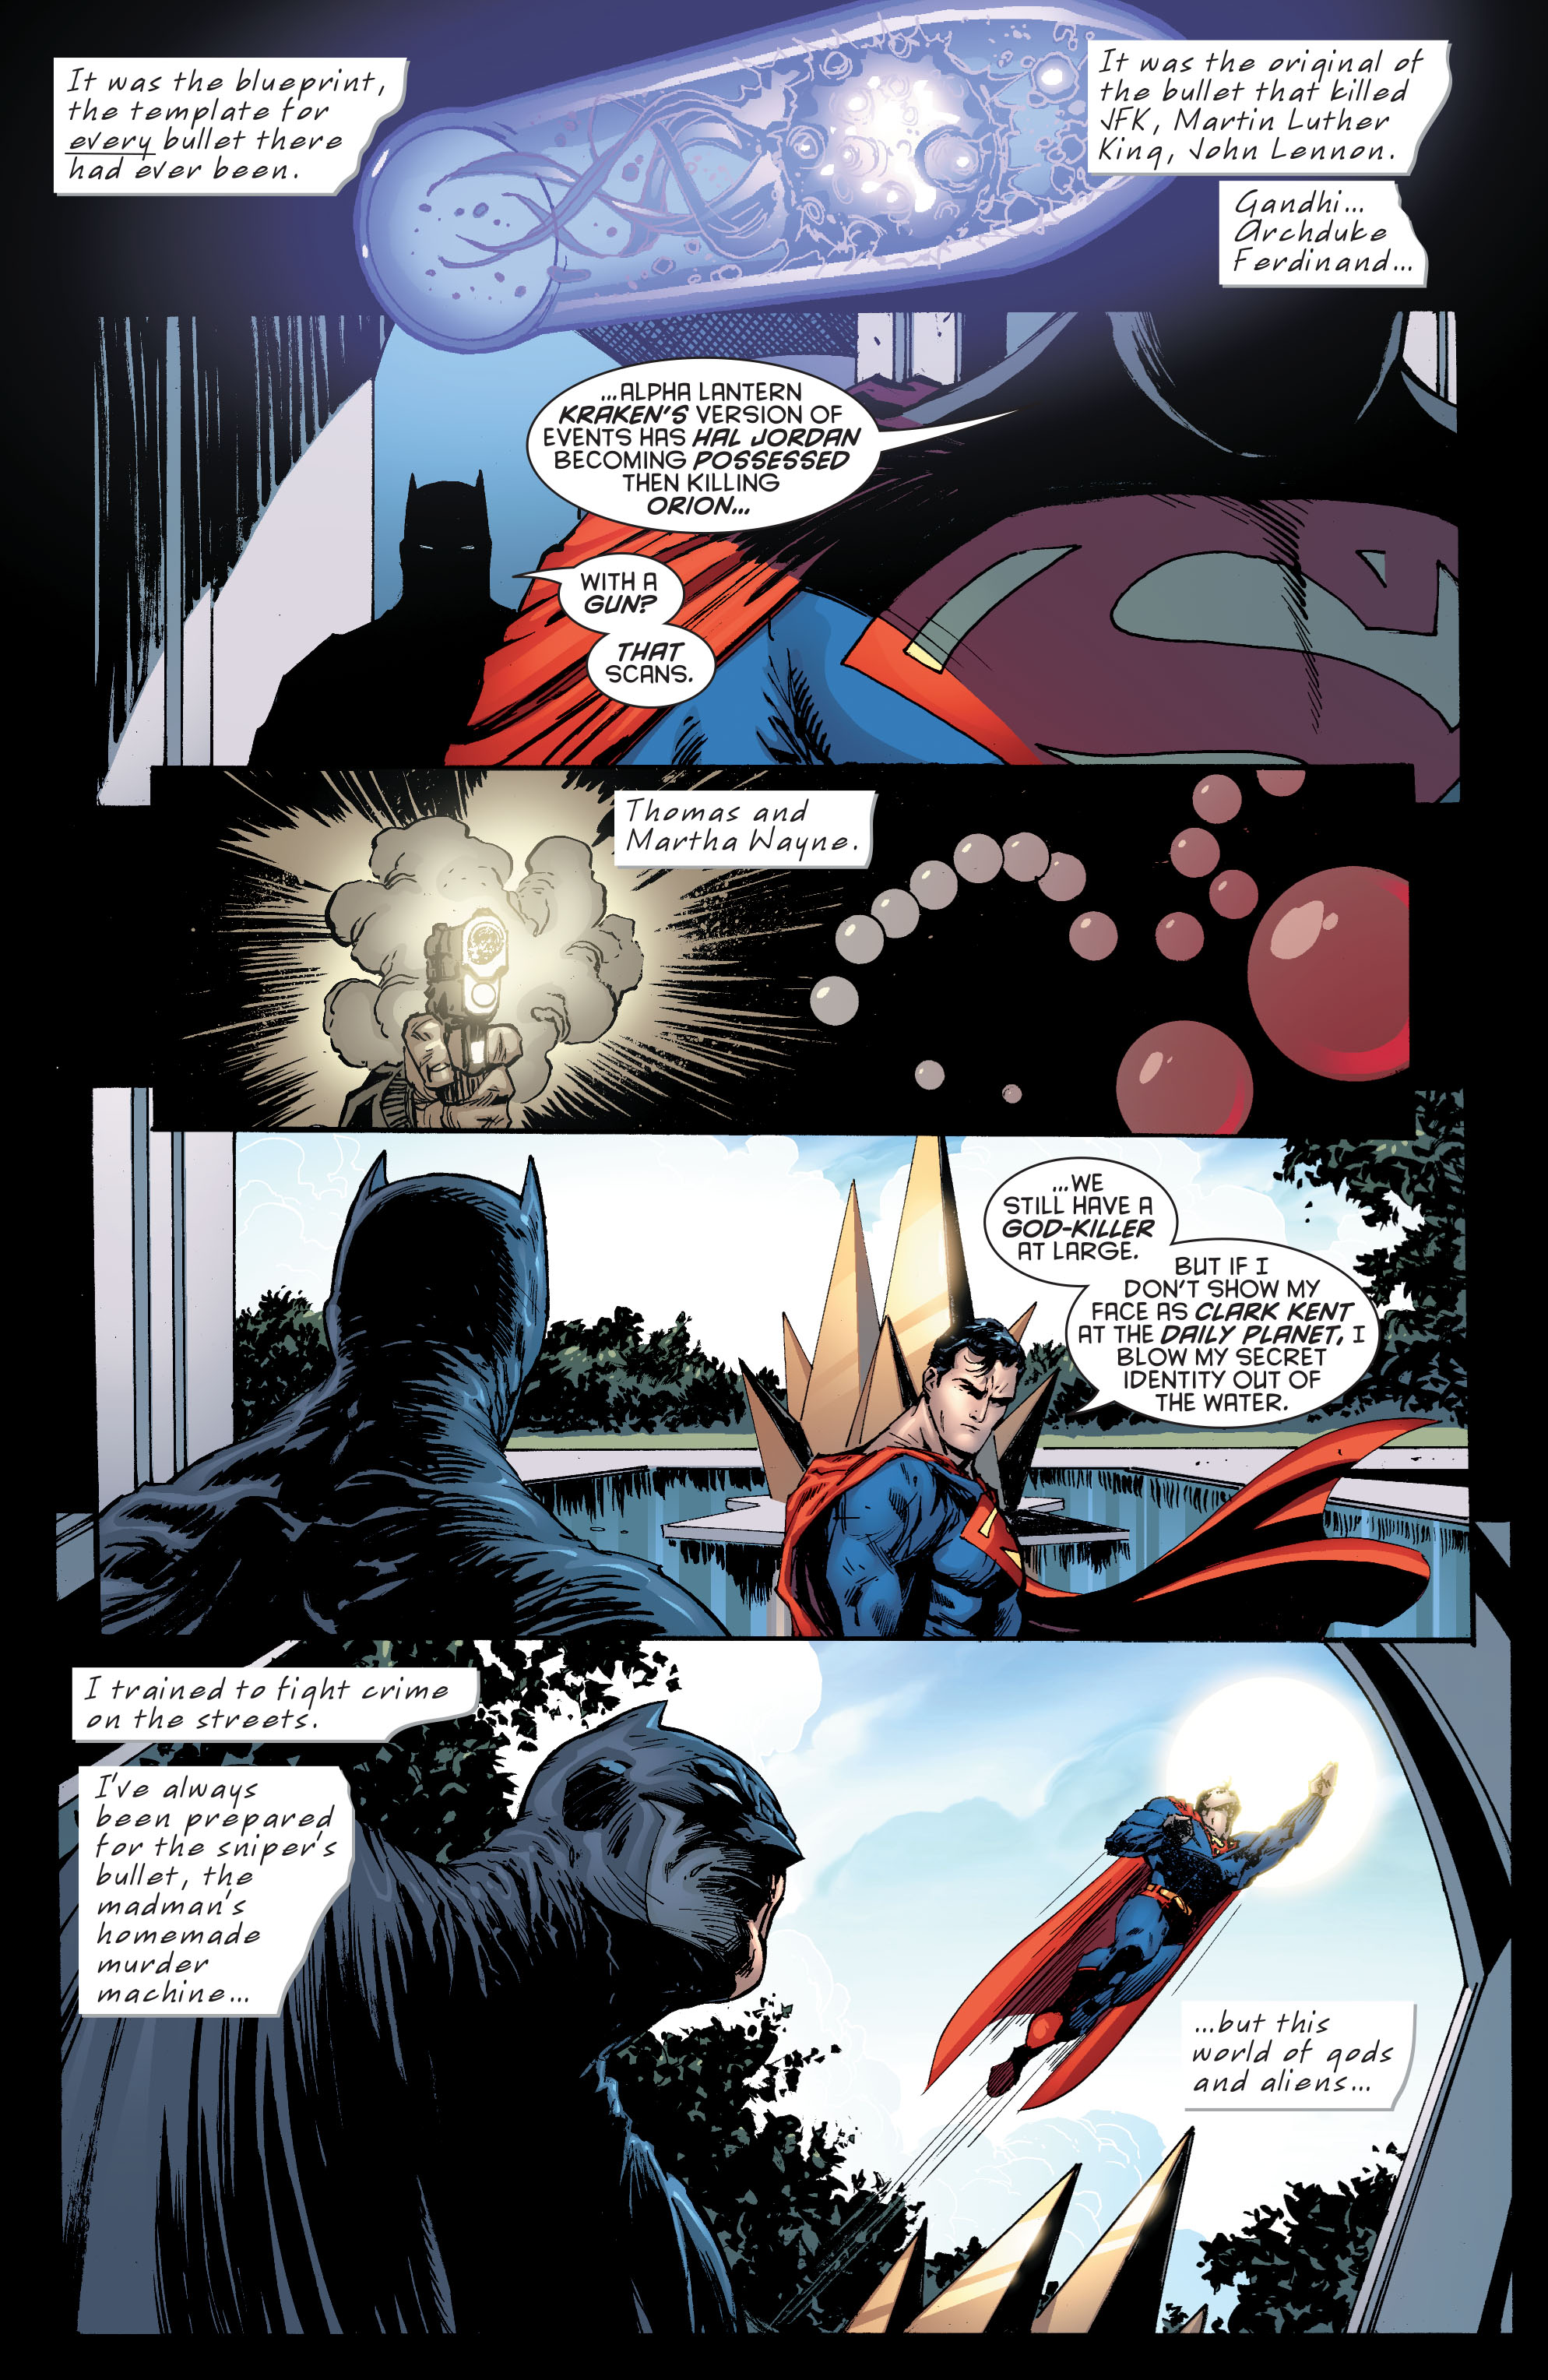 It was the blueprint,
the template for
every bullet there
had ever been.
It was the original of
the bullet that killed
JFK, Martin Luther
King, John Lennon.
Gandhi...
Archduke
Ferdinand...
...ALPHA LANTERN
KRAKEN'S VERSION OF
EVENTS HAS HAL JORDAN
BECOMING POSSESSED
THEN KILLING
ORION...
WITH A
GUN?
THAT
SCANS.
Thomas and
Martha Wayne.
...WE
STILL HAVE A
GOD-KILLER
AT LARGE.
BUT IF I
DON'T SHOW MY
FACE AS CLARK KENT
AT THE DAILY PLANET, I
BLOW MY SECRET
IDENTITY OUT OF
THE WATER.
I trained to fight crime
on the streets.
I've always
been prepared
for the sniper's
bullet, the
madman's
homemade
murder
machine...
...but this
world of gods
and aliens...